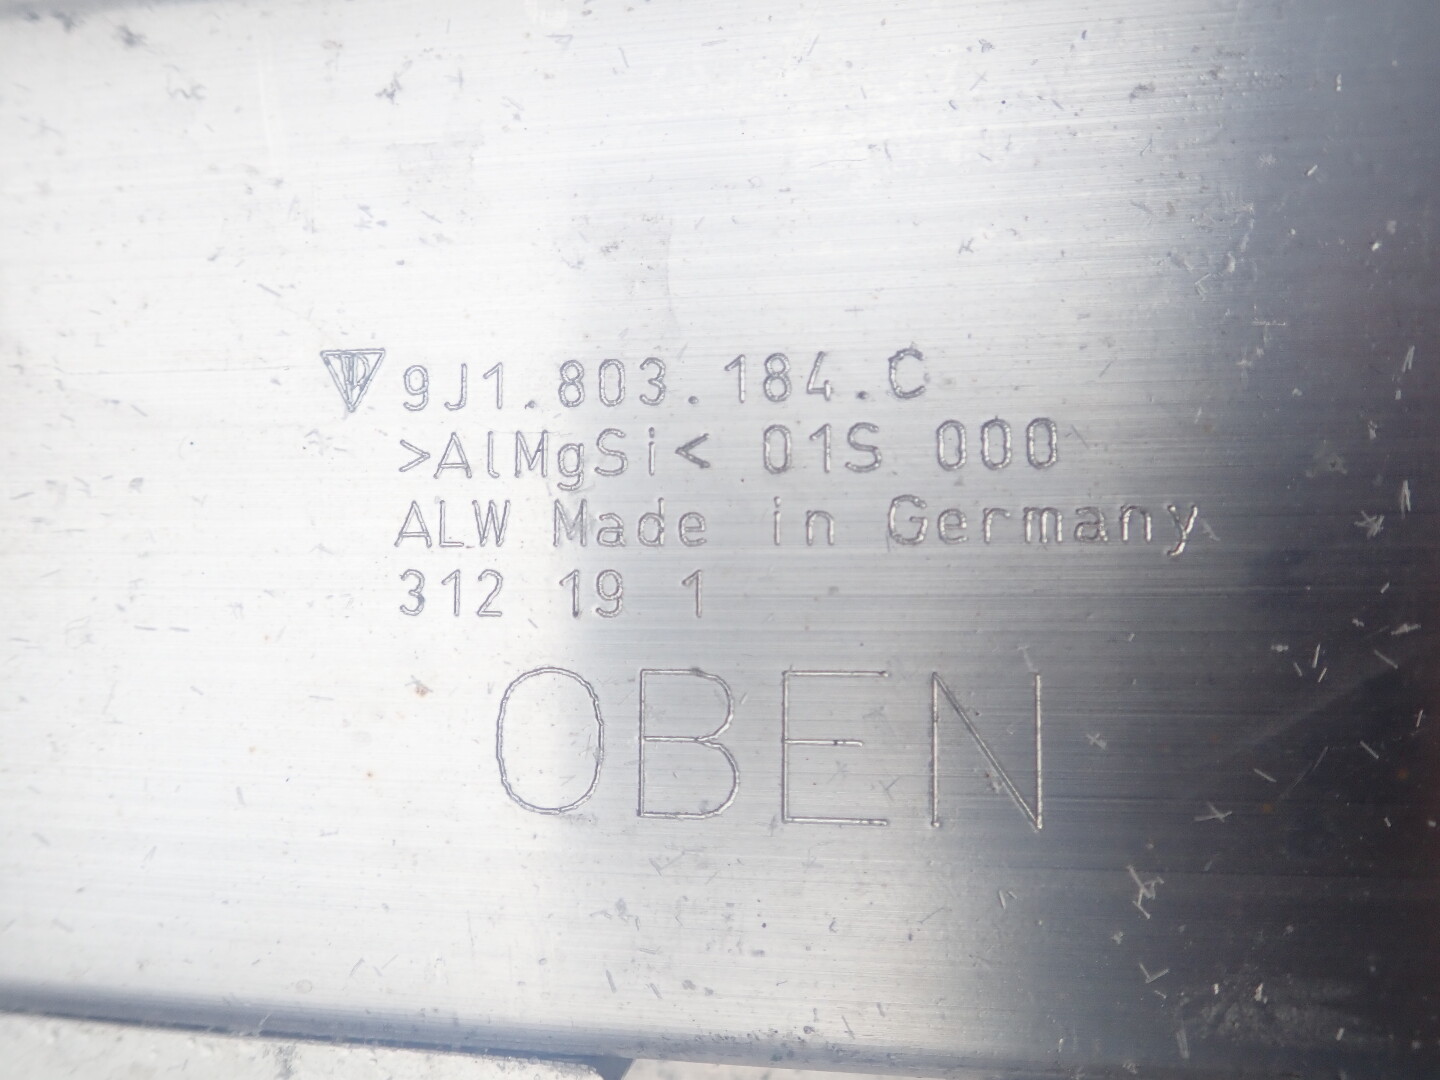 9J1.803.184.C
>AlMgSi< 01S 000
ALW Made in Germany
312 19 1
OBEN